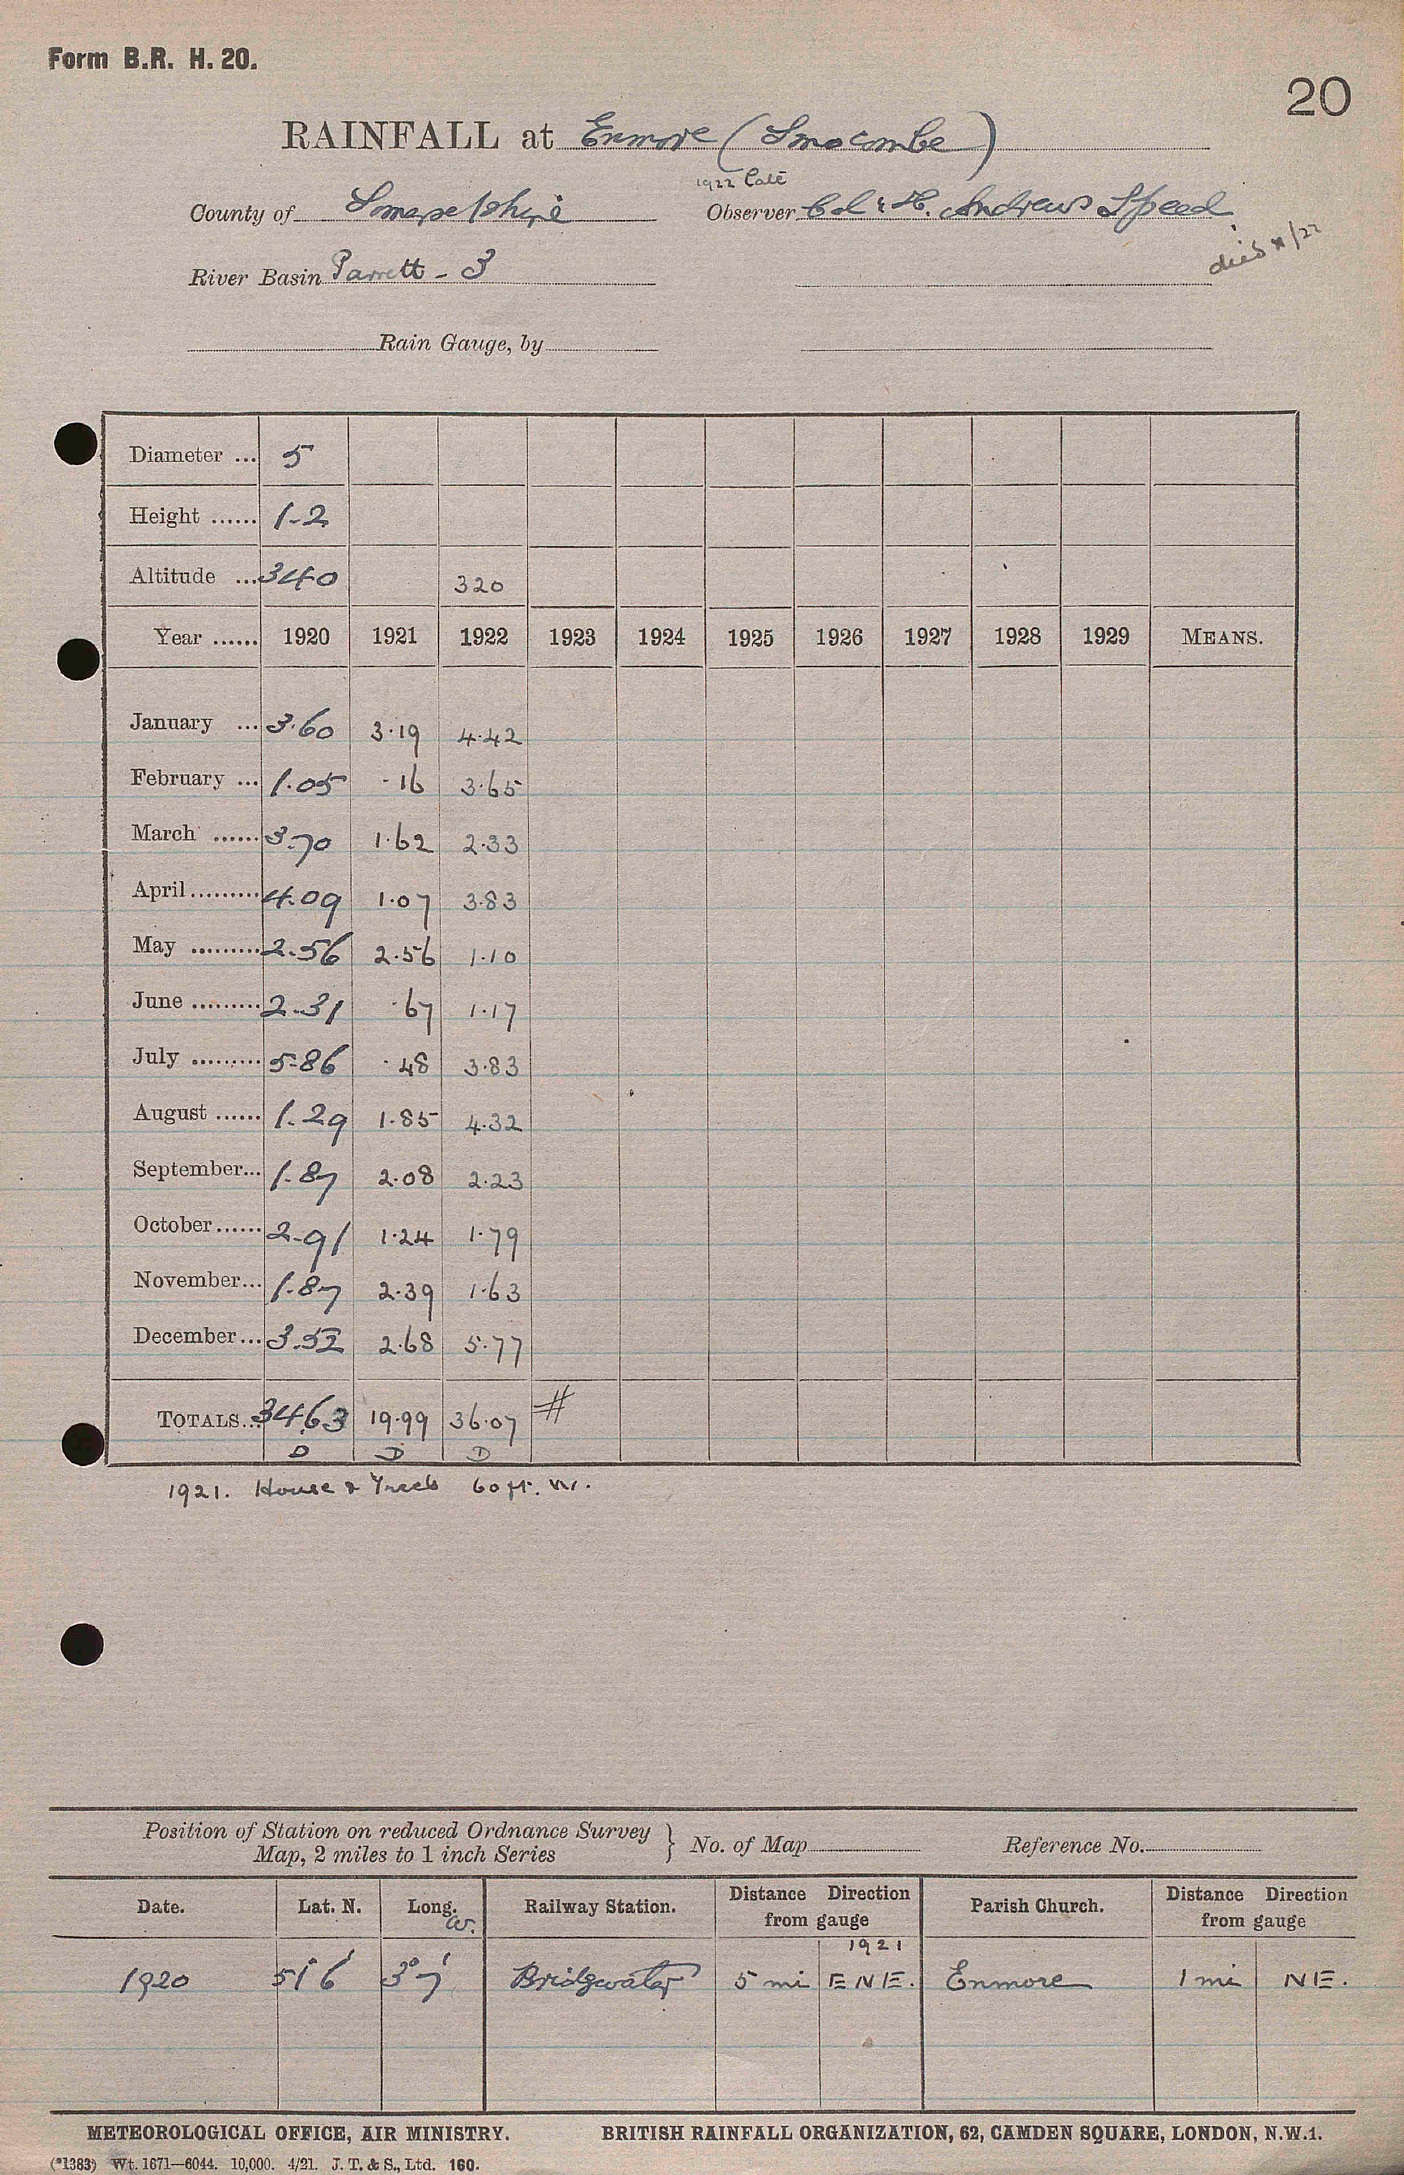 Form B.R. H. 20.
20
RAINFALL at Enmore (Smocombe)
1922 Late
County of Somersetshire Observer Col. H. Andrews Speed
died /22
River Basin Parrett - 3
Rain Gauge, by
Diameter ... 5
Height ...... 1-2
Altitude ... 340 320
Year ...... 1920 1921 1922 1923 1924 1925 1926 1927 1928 1929 MEANS.
January ... 3.60 3.19 4.42
February ... 1.05 .16 3.65
March ...... 3.70 1.62 2.33
April ......... 4.09 1.07 3.83
May ......... 2.56 2.56 1.10
June ......... 2.31 .67 1.17
July ......... 5.86 .48 3.83
August ...... 1.29 1.85 4.32
September... 1.87 2.08 2.23
October ...... 2.91 1.24 1.79
November... 1.87 2.39 1.63
December... 3.52 2.68 5.77
TOTALS... 34.63 19.99 36.07 #
D D D
1921. House & Trees 60 ft. W.
Position of Station on reduced Ordnance Survey
Map, 2 miles to 1 inch Series } No. of Map Reference No.
Date. Lat. N. Long. W. Railway Station. Distance Direction from gauge Parish Church. Distance Direction from gauge
1921
1920 51° 6' 3° 7' Bridgwater 5 mi ENE. Enmore 1 mi NE.
METEOROLOGICAL OFFICE, AIR MINISTRY. BRITISH RAINFALL ORGANIZATION, 62, CAMDEN SQUARE, LONDON, N.W.1.
(*1383) Wt. 1671—6044. 10,000. 4/21. J. T. & S., Ltd. 160.